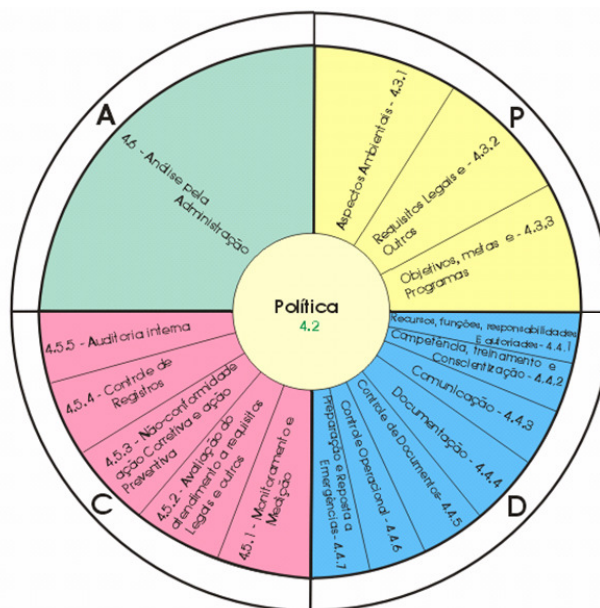 A
P
4.6 - Análise pela
Administração
Aspectos Ambientais - 4.3.1
Requisitos Legais e - 4.3.2
Outros
Objetivos, metas e - 4.3.3
Programas
Política
4.2
Recursos, funções, responsabilidades
E autoriades - 4.4.1
Competência, treinamento e
Conscientização - 4.4.2
Comunicação - 4.4.3
Documentação - 4.4.4
Controle de Documentos- 4.4.5
Controle Operacional - 4.4.6
Preparação e Reposta a
Emergências- 4.4.7
4.5.5 - Auditoria interna
4.5.4 - Controle de
Registros
4.5.3 - Não-conformidade
ação Corretiva e ação
Preventiva
4.5.2 - Avaliação do
atendimento a requisitos
Legais e outros
4.5.1 - Monitoramento e
Medição
C
D